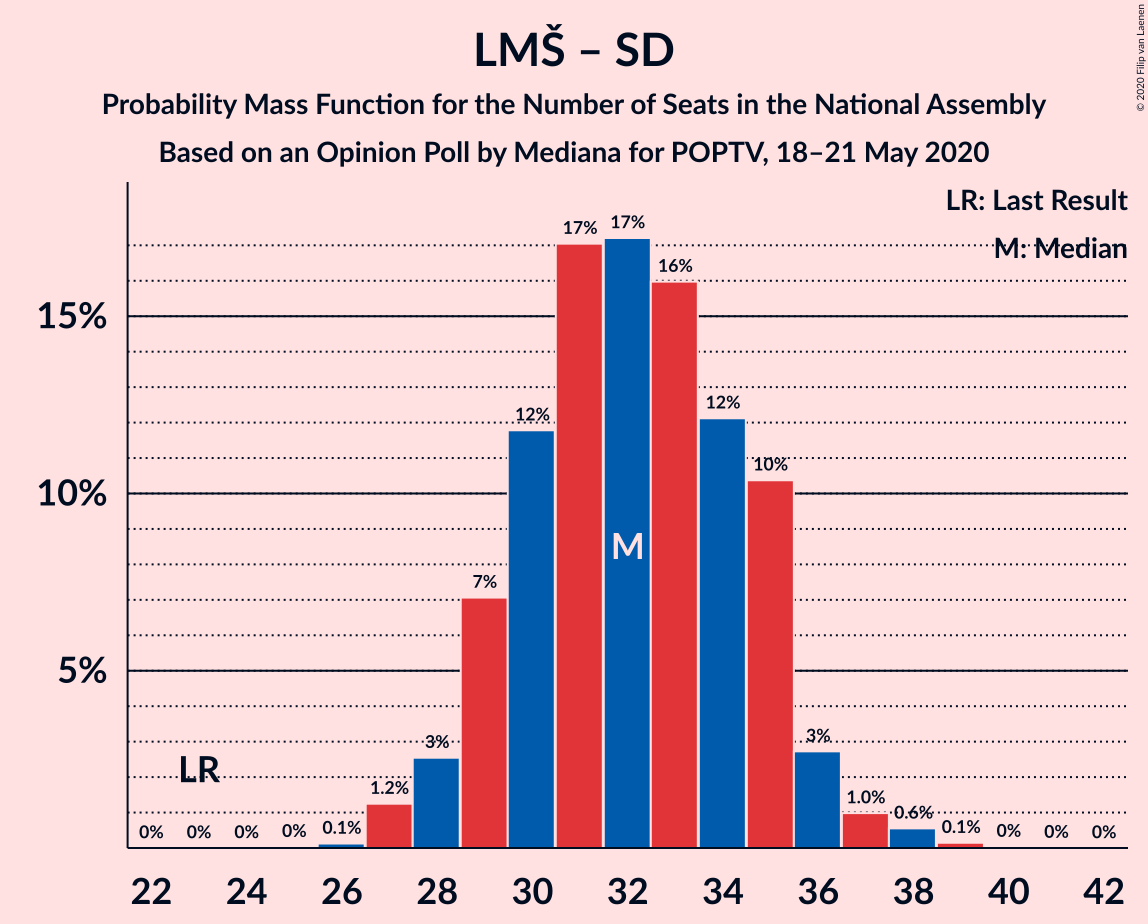 LMŠ – SD
Probability Mass Function for the Number of Seats in the National Assembly
Based on an Opinion Poll by Mediana for POPTV, 18–21 May 2020
© 2020 Filip van Laenen
LR: Last Result
M: Median
15%
10%
5%
0%
0%
0%
0%
0.1%
1.2%
3%
7%
12%
17%
17%
16%
12%
10%
3%
1.0%
0.6%
0.1%
0%
0%
0%
LR
M
22 24 26 28 30 32 34 36 38 40 42